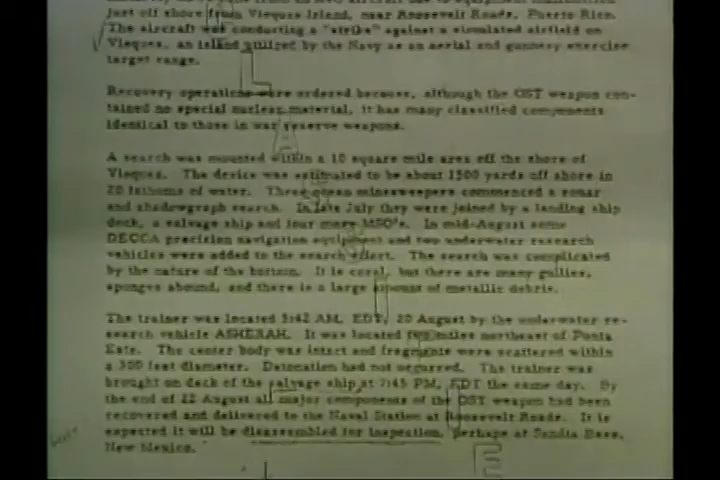 just off shore from Vieques Island, near Roosevelt Roads, Puerto Rico.
The aircraft was conducting a "strike" against a simulated airfield on
Vieques, an island utilized by the Navy as an aerial and gunnery exercise
target range.
Recovery operations were ordered because, although the OST weapon con-
tained no special nuclear material, it has many classified components
identical to those in war reserve weapons.
A search was mounted within a 10 square mile area off the shore of
Vieques. The device was estimated to be about 1500 yards off shore in
20 fathoms of water. Three ocean minesweepers commenced a sonar
and shadowgraph search. In late July they were joined by a landing ship
dock, a salvage ship and four more MSO's. In mid-August some
DECCA precision navigation equipment and two underwater research
vehicles were added to the search effort. The search was complicated
by the nature of the bottom. It is coral, but there are many gullies,
sponges abound, and there is a large amount of metallic debris.
The trainer was located 5:42 AM, EDT, 20 August by the underwater re-
search vehicle ASHERAH. It was located two miles northeast of Punta
Este. The center body was intact and fragments were scattered within
a 300 feet diameter. Detonation had not occurred. The trainer was
brought on deck of the salvage ship at 7:45 PM, EDT the same day. By
the end of 22 August all major components of the OST weapon had been
recovered and delivered to the Naval Station at Roosevelt Roads. It is
expected it will be disassembled for inspection, perhaps at Sandia Base,
New Mexico.